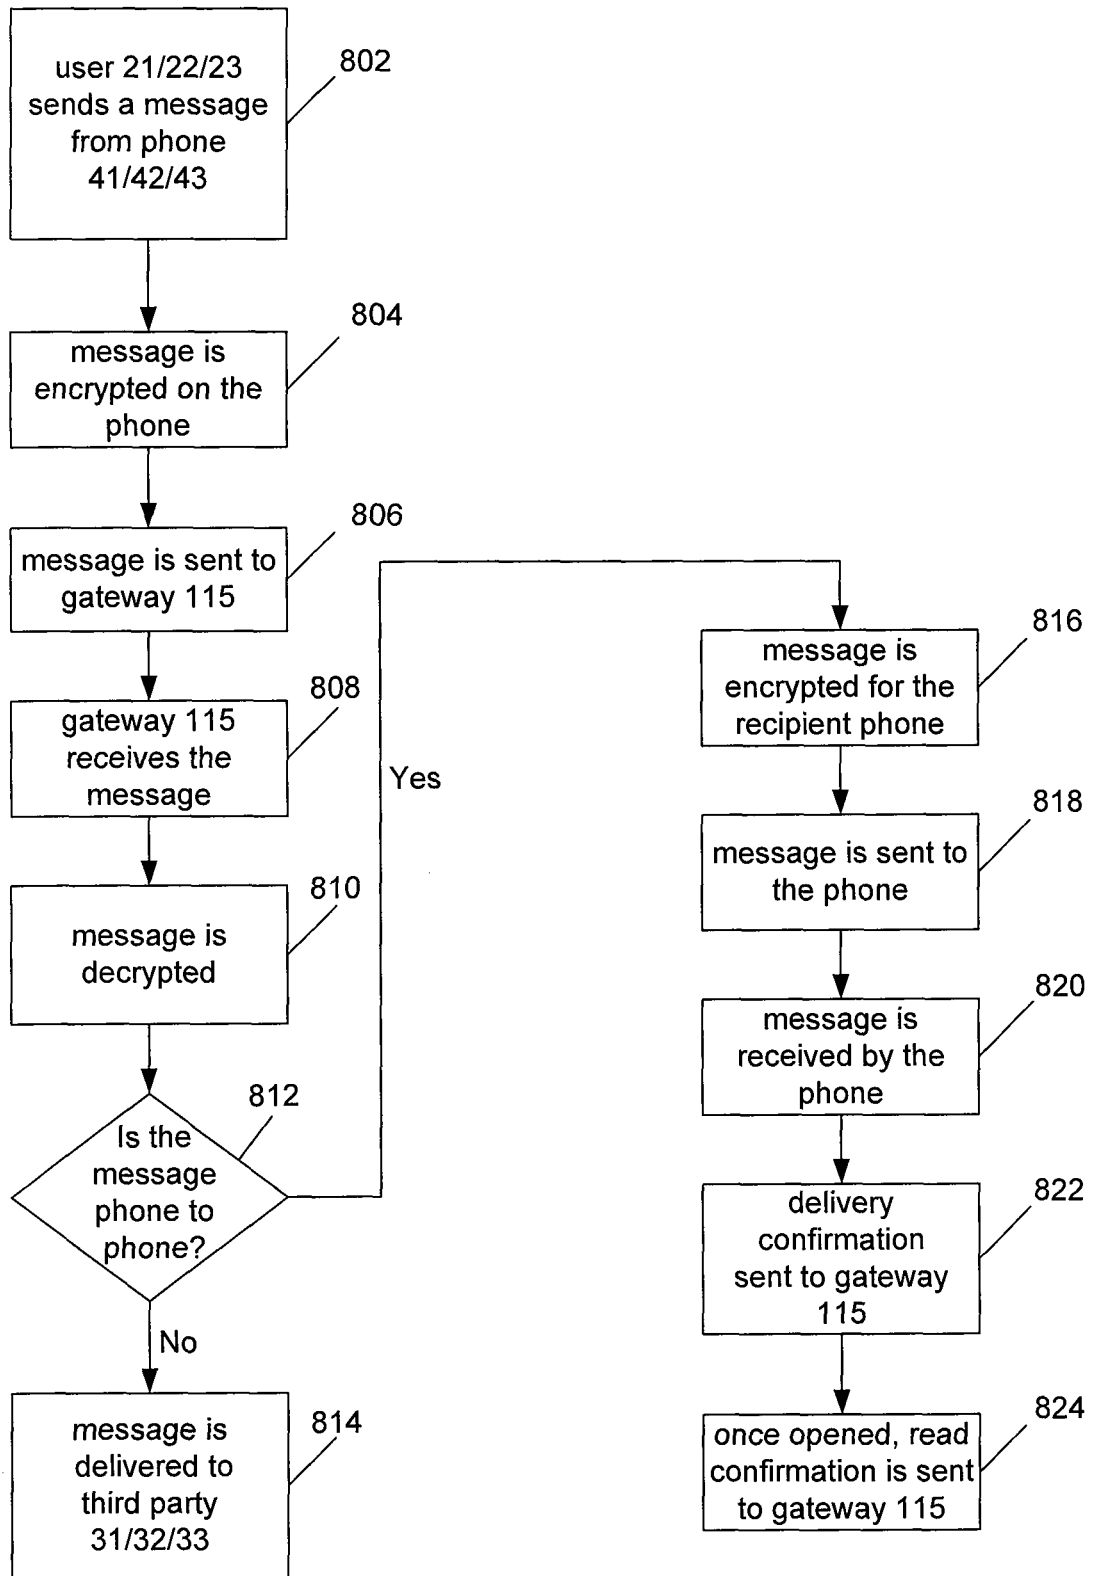 user 21/22/23
sends a message
from phone
41/42/43
802
message is
encrypted on the
phone
804
message is sent to
gateway 115
806
gateway 115
receives the
message
808
message is
decrypted
810
Is the
message
phone to
phone?
812
Yes
No
message is
delivered to
third party
31/32/33
814
message is
encrypted for the
recipient phone
816
message is sent to
the phone
818
message is
received by the
phone
820
delivery
confirmation
sent to gateway
115
822
once opened, read
confirmation is sent
to gateway 115
824